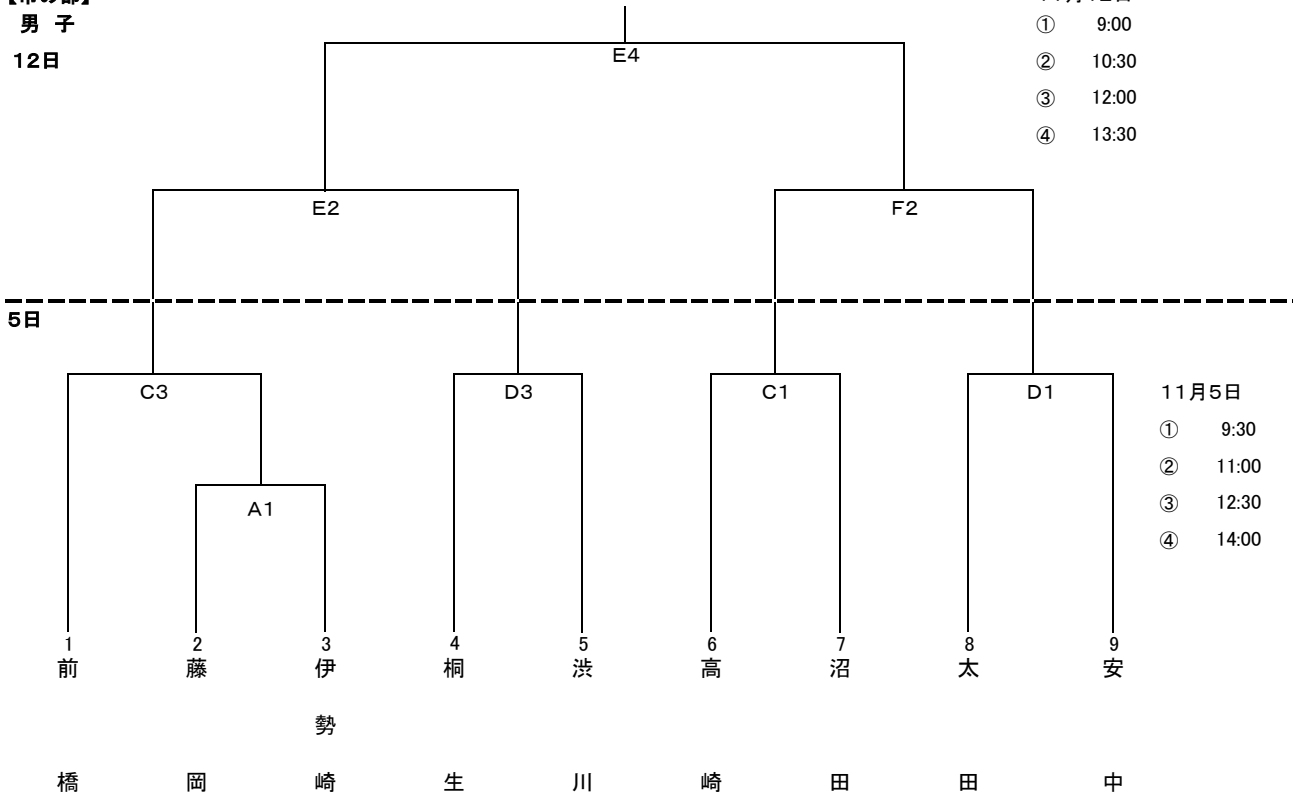 【市の部】
男 子
12日
① 9:00
② 10:30
③ 12:00
④ 13:30
E4
E2
F2
5日
C3
D3
C1
D1
A1
11月5日
① 9:30
② 11:00
③ 12:30
④ 14:00
1
前橋
2
藤岡
3
伊勢崎
4
桐生
5
渋川
6
高崎
7
沼田
8
太田
9
安中